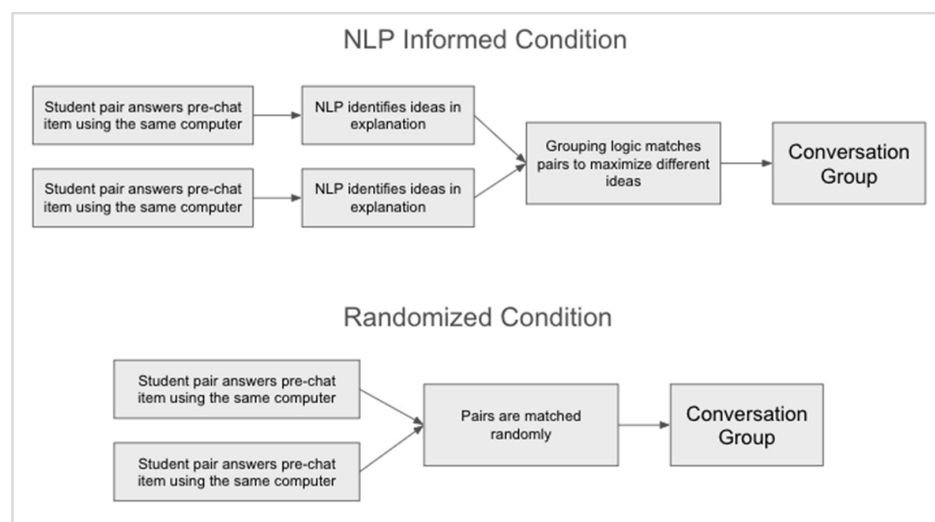 NLP Informed Condition
Student pair answers pre-chat
item using the same computer
NLP identifies ideas in
explanation
Student pair answers pre-chat
item using the same computer
NLP identifies ideas in
explanation
Grouping logic matches
pairs to maximize different
ideas
Conversation
Group
Randomized Condition
Student pair answers pre-chat
item using the same computer
Student pair answers pre-chat
item using the same computer
Pairs are matched
randomly
Conversation
Group